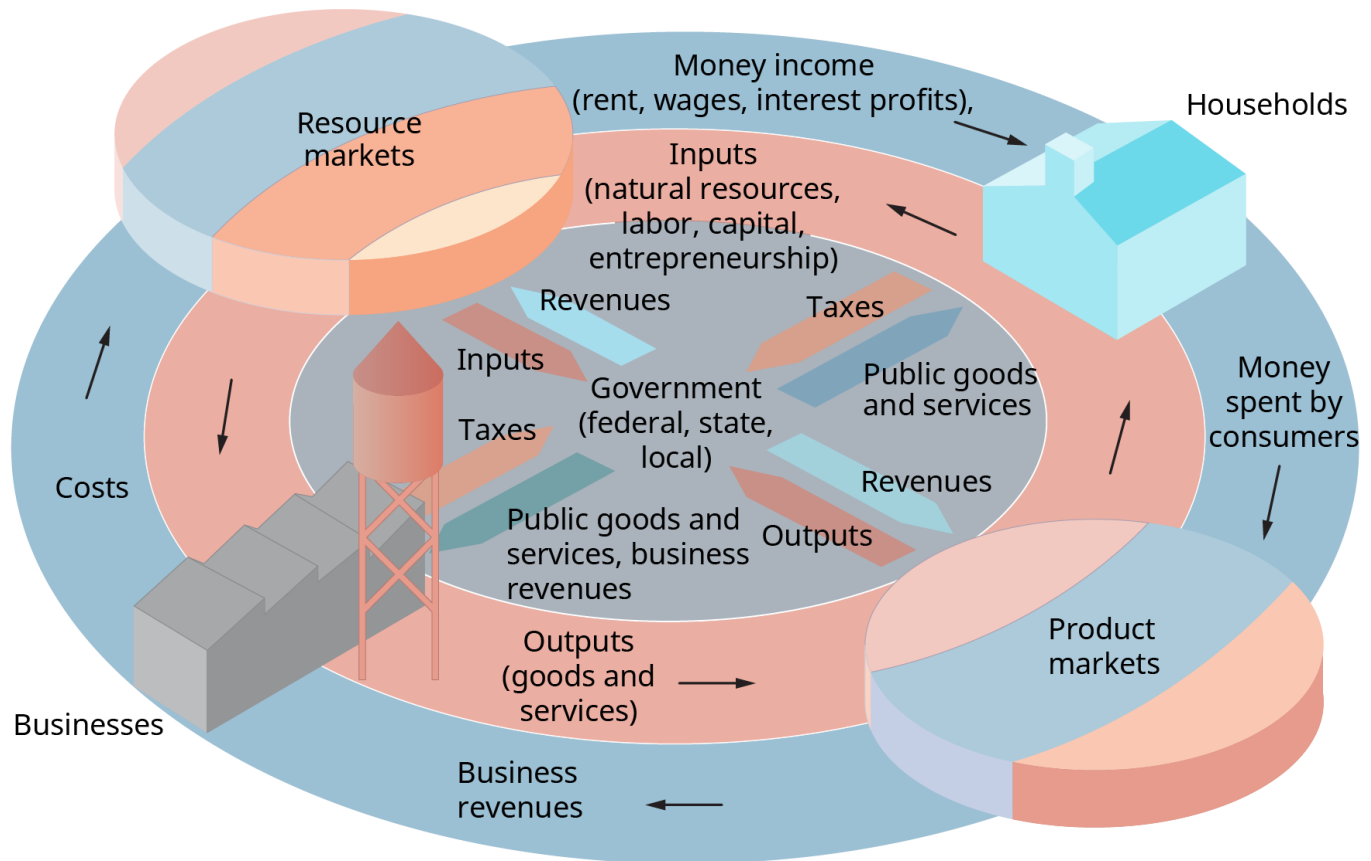 Money income
(rent, wages, interest profits),
Households
Resource
markets
Inputs
(natural resources,
labor, capital,
entrepreneurship)
Revenues
Taxes
Inputs
Public goods
and services
Government
(federal, state,
local)
Money
spent by
consumers
Taxes
Costs
Revenues
Public goods and
services, business
revenues
Outputs
Outputs
(goods and
services)
Product
markets
Businesses
Business
revenues